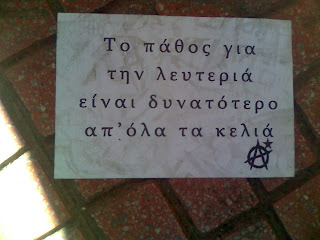 Το πάθος για
την λευτεριά
είναι δυνατότερο
απ'όλα τα κελιά